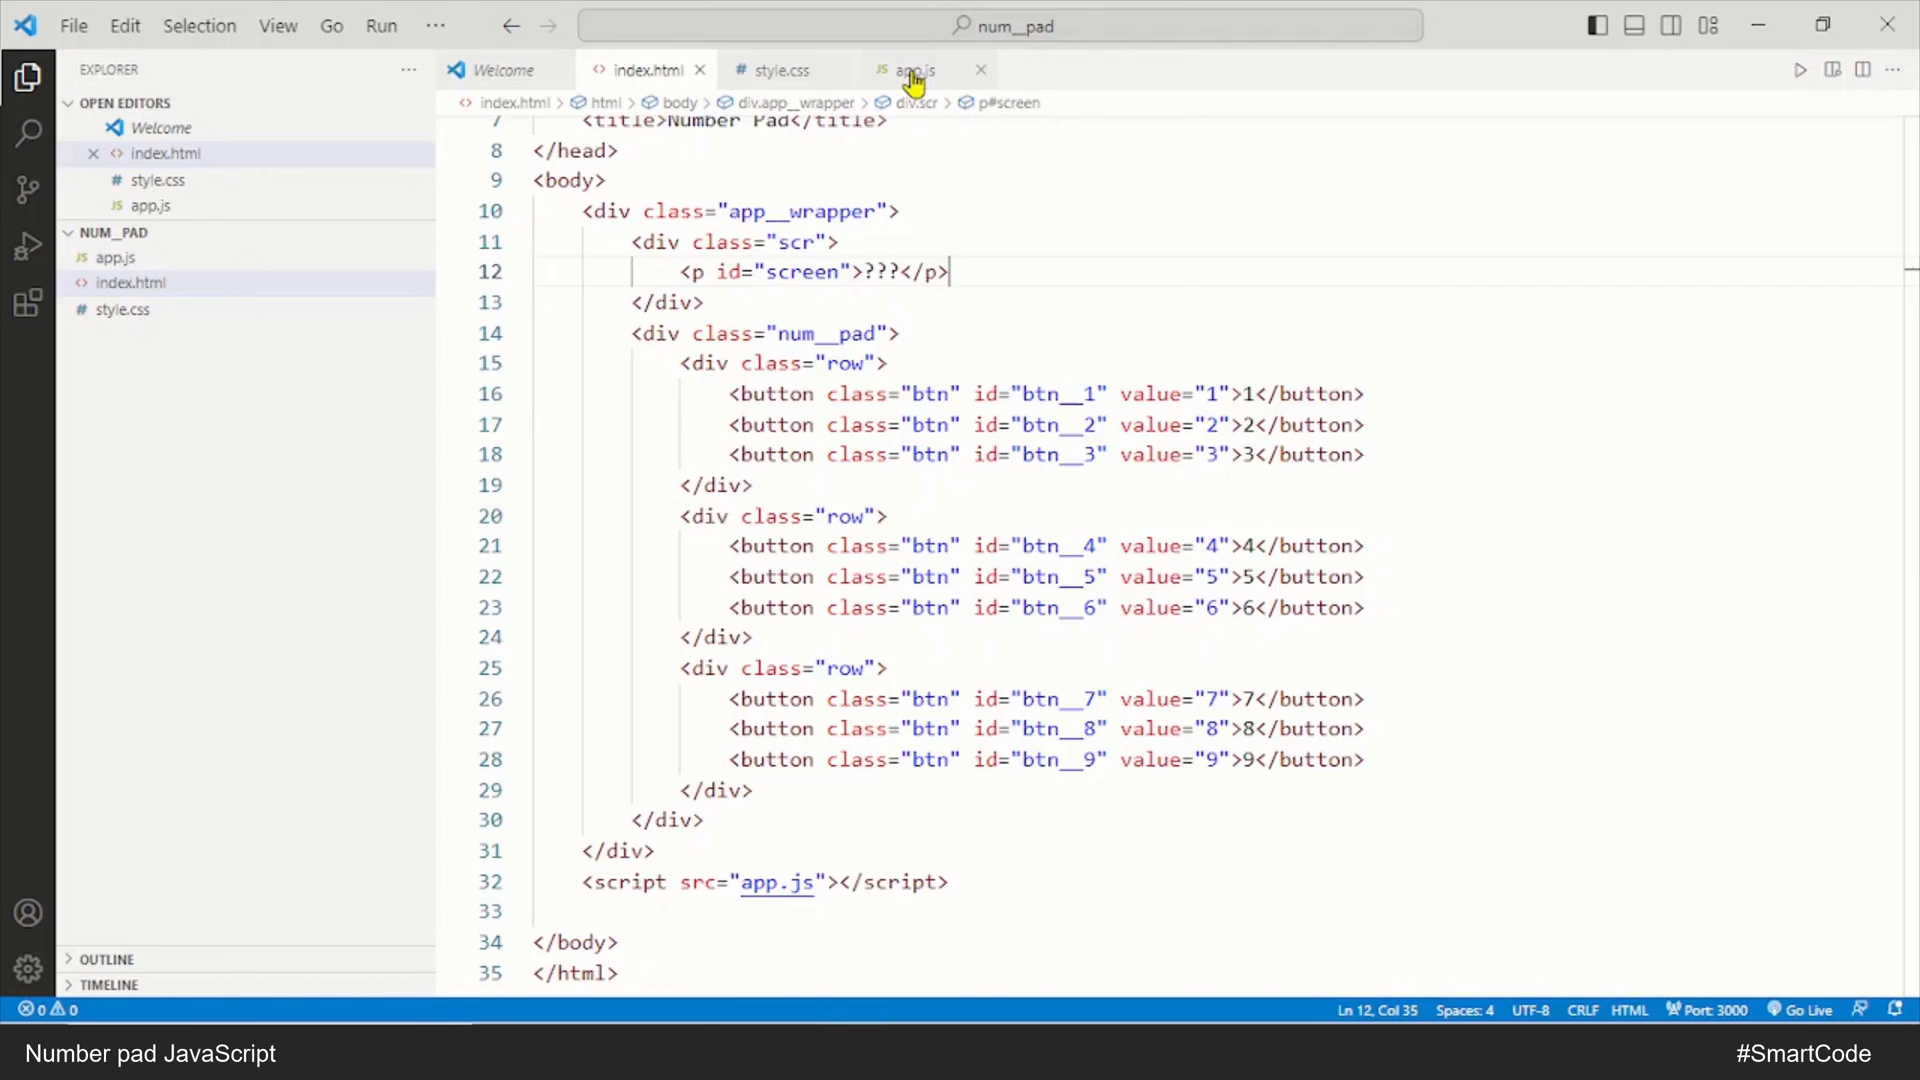 File Edit Selection View Go Run ··· num__pad
EXPLORER ···
OPEN EDITORS
Welcome
index.html
# style.css
JS app.js
NUM__PAD
JS app.js
<> index.html
# style.css
OUTLINE
TIMELINE
Welcome <> index.html # style.css JS app.js
<> index.html > html > body > div.app__wrapper > div.scr > p#screen
7 <title>Number Pad</title>
8 </head>
9 <body>
10 <div class="app__wrapper">
11 <div class="scr">
12 <p id="screen">???</p>
13 </div>
14 <div class="num__pad">
15 <div class="row">
16 <button class="btn" id="btn__1" value="1">1</button>
17 <button class="btn" id="btn__2" value="2">2</button>
18 <button class="btn" id="btn__3" value="3">3</button>
19 </div>
20 <div class="row">
21 <button class="btn" id="btn__4" value="4">4</button>
22 <button class="btn" id="btn__5" value="5">5</button>
23 <button class="btn" id="btn__6" value="6">6</button>
24 </div>
25 <div class="row">
26 <button class="btn" id="btn__7" value="7">7</button>
27 <button class="btn" id="btn__8" value="8">8</button>
28 <button class="btn" id="btn__9" value="9">9</button>
29 </div>
30 </div>
31 </div>
32 <script src="app.js"></script>
33
34 </body>
35 </html>
0 0 Ln 12, Col 35 Spaces: 4 UTF-8 CRLF HTML Port: 3000 Go Live
Number pad JavaScript #SmartCode